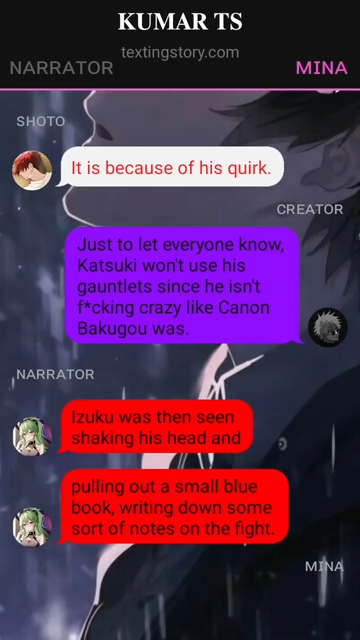 KUMAR TS
textingstory.com
NARRATOR MINA
SHOTO
It is because of his quirk.
CREATOR
Just to let everyone know,
Katsuki won't use his
gauntlets since he isn't
f*cking crazy like Canon
Bakugou was.
NARRATOR
Izuku was then seen
shaking his head and
pulling out a small blue
book, writing down some
sort of notes on the fight.
MINA